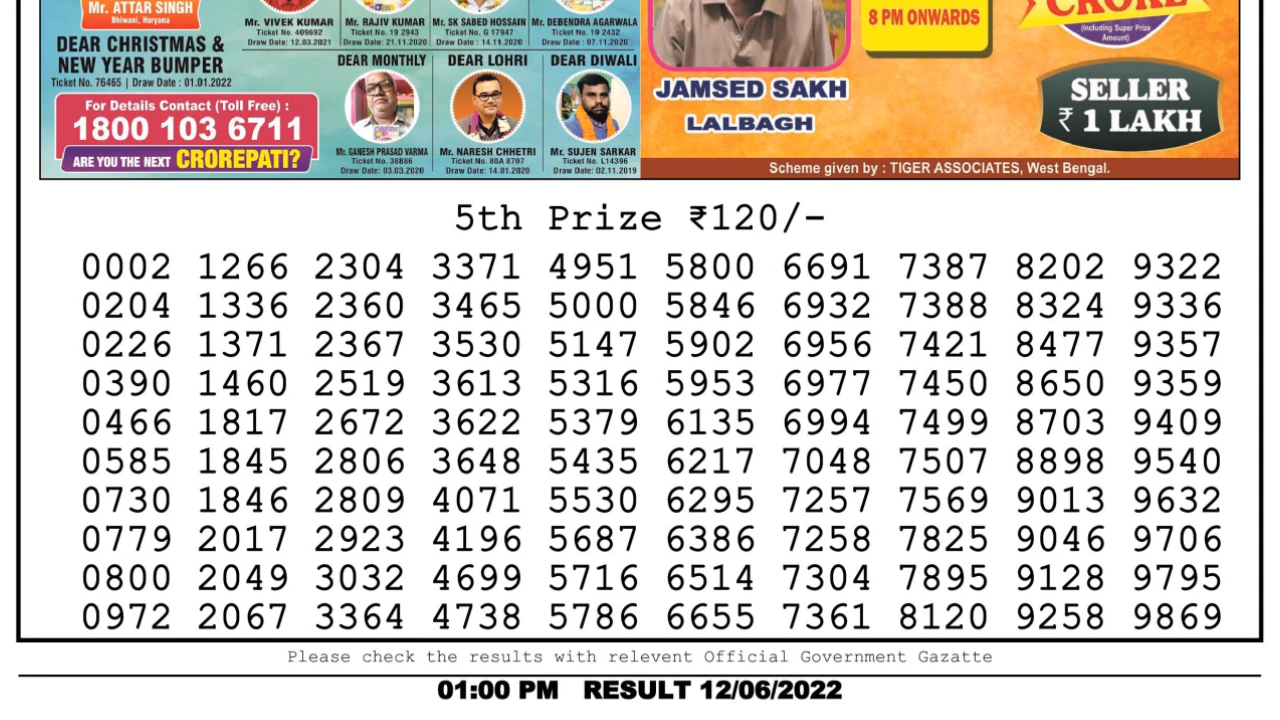 Mr. ATTAR SINGH
Bhiwani, Haryana
DEAR CHRISTMAS &
NEW YEAR BUMPER
Ticket No. 76465 | Draw Date : 01.01.2022
For Details Contact (Toll Free) :
1800 103 6711
ARE YOU THE NEXT CROREPATI?
Mr. VIVEK KUMAR
Ticket No. 409692
Draw Date: 12.03.2021
Mr. RAJIV KUMAR
Ticket No. 19 2943
Draw Date: 21.11.2020
Mr. SK SABED HOSSAIN
Ticket No. G 17947
Draw Date : 14.11.2020
Mr. DEBENDRA AGARWALA
Ticket No. 19 2432
Draw Date : 07.11.2020
DEAR MONTHLY
Mr. GANESH PRASAD VARMA
Ticket No. 38886
Draw Date: 03.03.2020
DEAR LOHRI
Mr. NARESH CHHETRI
Ticket No. 80A 8707
Draw Date: 14.01.2020
DEAR DIWALI
Mr. SUJEN SARKAR
Ticket No. L14396
Draw Date: 02.11.2019
JAMSED SAKH
LALBAGH
8 PM ONWARDS
CRORE
(Including Super Prize
Amount)
SELLER
₹ 1 LAKH
Scheme given by : TIGER ASSOCIATES, West Bengal.
5th Prize ₹120/-
0002 1266 2304 3371 4951 5800 6691 7387 8202 9322
0204 1336 2360 3465 5000 5846 6932 7388 8324 9336
0226 1371 2367 3530 5147 5902 6956 7421 8477 9357
0390 1460 2519 3613 5316 5953 6977 7450 8650 9359
0466 1817 2672 3622 5379 6135 6994 7499 8703 9409
0585 1845 2806 3648 5435 6217 7048 7507 8898 9540
0730 1846 2809 4071 5530 6295 7257 7569 9013 9632
0779 2017 2923 4196 5687 6386 7258 7825 9046 9706
0800 2049 3032 4699 5716 6514 7304 7895 9128 9795
0972 2067 3364 4738 5786 6655 7361 8120 9258 9869
Please check the results with relevent Official Government Gazatte
01:00 PM RESULT 12/06/2022